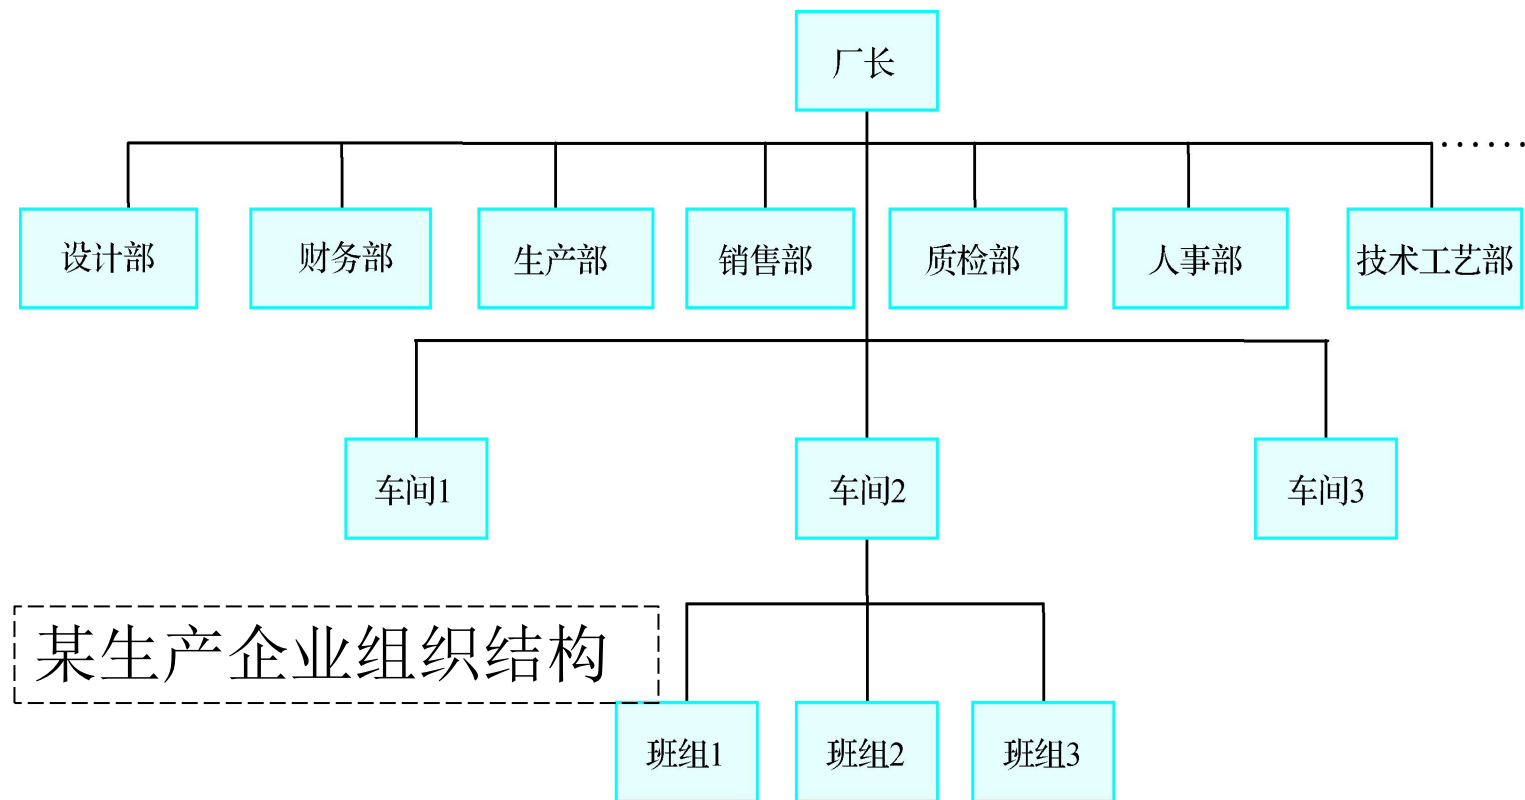 厂长
设计部
财务部
生产部
销售部
质检部
人事部
技术工艺部
车间1
车间2
车间3
某生产企业组织结构
班组1
班组2
班组3